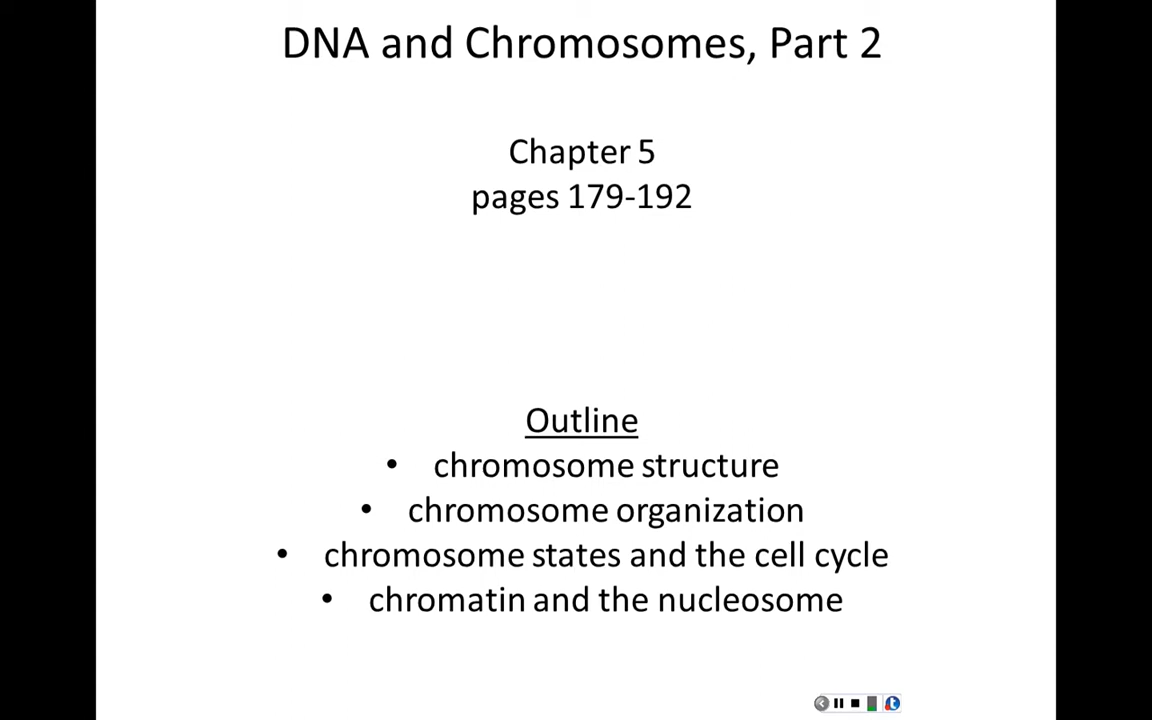 DNA and Chromosomes, Part 2
Chapter 5
pages 179-192
Outline
• chromosome structure
• chromosome organization
• chromosome states and the cell cycle
• chromatin and the nucleosome